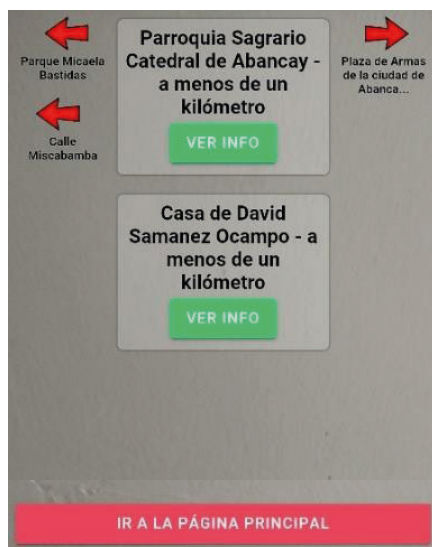 Parque Micaela
Bastidas
Calle
Miscabamba
Parroquia Sagrario
Catedral de Abancay -
a menos de un
kilómetro
VER INFO
Plaza de Armas
de la ciudad de
Abanca...
Casa de David
Samanez Ocampo - a
menos de un
kilómetro
VER INFO
IR A LA PÁGINA PRINCIPAL